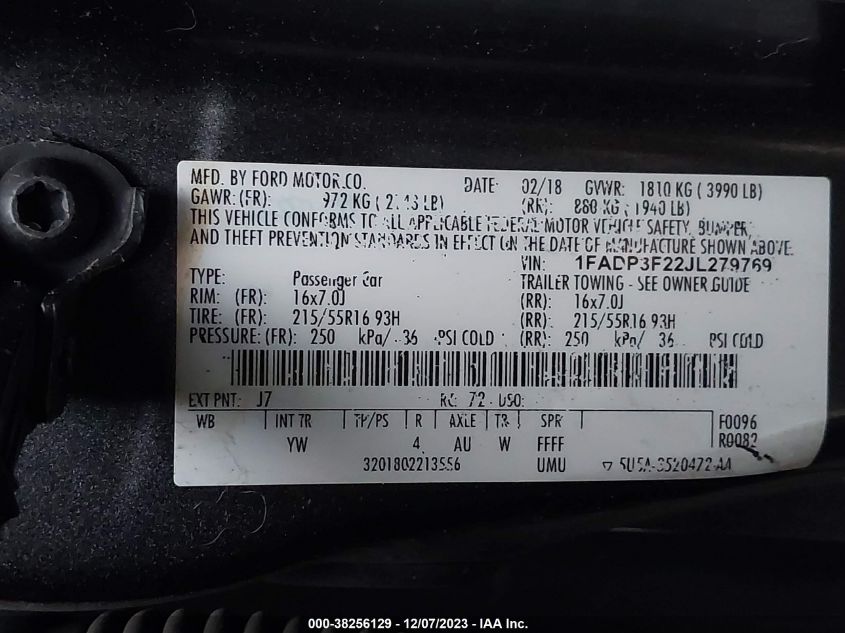 MFD. BY FORD MOTOR CO. DATE: 02/18 GVWR: 1810 KG ( 3990 LB)
GAWR: (FR): 972 KG ( 2143 LB) (RR): 880 KG ( 1940 LB)
THIS VEHICLE CONFORMS TO ALL APPLICABLE FEDERAL MOTOR VEHICLE SAFETY, BUMPER,
AND THEFT PREVENTION STANDARDS IN EFFECT ON THE DATE OF MANUFACTURE SHOWN ABOVE.
VIN: 1FADP3F22JL279769
TYPE: Passenger Car TRAILER TOWING - SEE OWNER GUIDE
RIM: (FR): 16x7.0J (RR): 16x7.0J
TIRE: (FR): 215/55R16 93H (RR): 215/55R16 93H
PRESSURE: (FR): 250 kPa/ 36 PSI COLD (RR): 250 kPa/ 36 PSI COLD
EXT PNT: J7 RC: 72 DSO:
WB INT TR TP/PS R AXLE TR SPR F0096
YW 4 AU W FFFF R0082
3201802213556 UMU ▽ 5U5A-3520472-AA
000-38256129 - 12/07/2023 - IAA Inc.